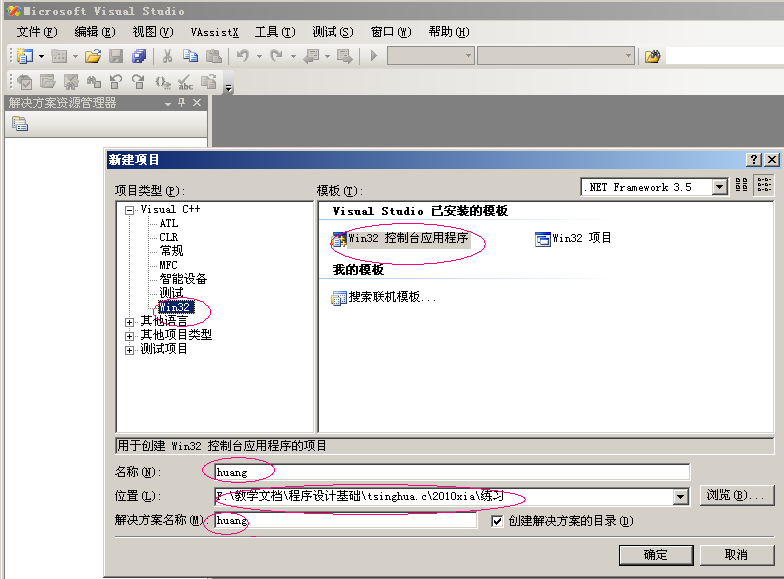 Microsoft Visual Studio
文件(F) 编辑(E) 视图(V) VAssistX 工具(T) 测试(S) 窗口(W) 帮助(H)
解决方案资源管理器
新建项目
项目类型(P):
模板(T):
.NET Framework 3.5
Visual C++
ATL
CLR
常规
MFC
智能设备
测试
Win32
其他语言
其他项目类型
测试项目
Visual Studio 已安装的模板
Win32 控制台应用程序
Win32 项目
我的模板
搜索联机模板...
用于创建 Win32 控制台应用程序的项目
名称(N): huang
位置(L): F:\教学文档\程序设计基础\tsinghua.c\2010xia\练习 浏览(B)...
解决方案名称(M): huang 创建解决方案的目录(D)
确定 取消